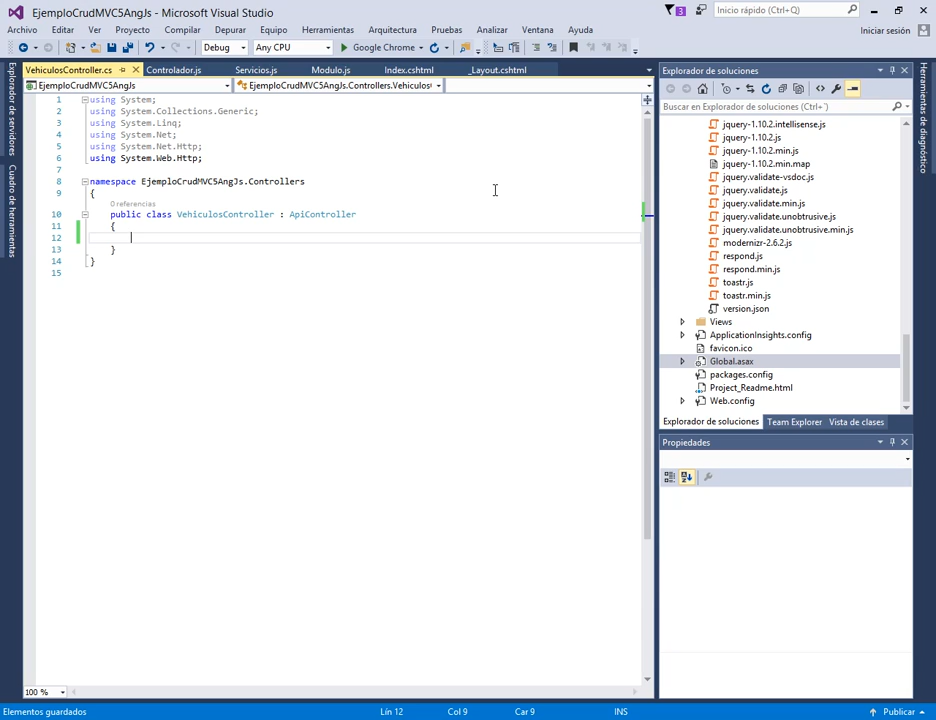 EjemploCrudMVC5AngJs - Microsoft Visual Studio
3
Inicio rápido (Ctrl+Q)
Archivo Editar Ver Proyecto Compilar Depurar Equipo Herramientas Arquitectura Pruebas Analizar Ventana Ayuda
Iniciar sesión
Debug Any CPU Google Chrome
VehiculosController.cs Controlador.js Servicios.js Modulo.js Index.cshtml _Layout.cshtml
EjemploCrudMVC5AngJs EjemploCrudMVC5AngJs.Controllers.Vehiculos
1 using System;
2 using System.Collections.Generic;
3 using System.Linq;
4 using System.Net;
5 using System.Net.Http;
6 using System.Web.Http;
7
8 namespace EjemploCrudMVC5AngJs.Controllers
9 {
0 referencias
10 public class VehiculosController : ApiController
11 {
12
13 }
14 }
15
100 %
Explorador de servidores
Cuadro de herramientas
Explorador de soluciones
Buscar en Explorador de soluciones (Ctrl+¨)
jquery-1.10.2.intellisense.js
jquery-1.10.2.js
jquery-1.10.2.min.js
jquery-1.10.2.min.map
jquery.validate-vsdoc.js
jquery.validate.js
jquery.validate.min.js
jquery.validate.unobtrusive.js
jquery.validate.unobtrusive.min.js
modernizr-2.6.2.js
respond.js
respond.min.js
toastr.js
toastr.min.js
version.json
Views
ApplicationInsights.config
favicon.ico
Global.asax
packages.config
Project_Readme.html
Web.config
Explorador de soluciones Team Explorer Vista de clases
Propiedades
Herramientas de diagnóstico
Elementos guardados Lín 12 Col 9 Car 9 INS Publicar